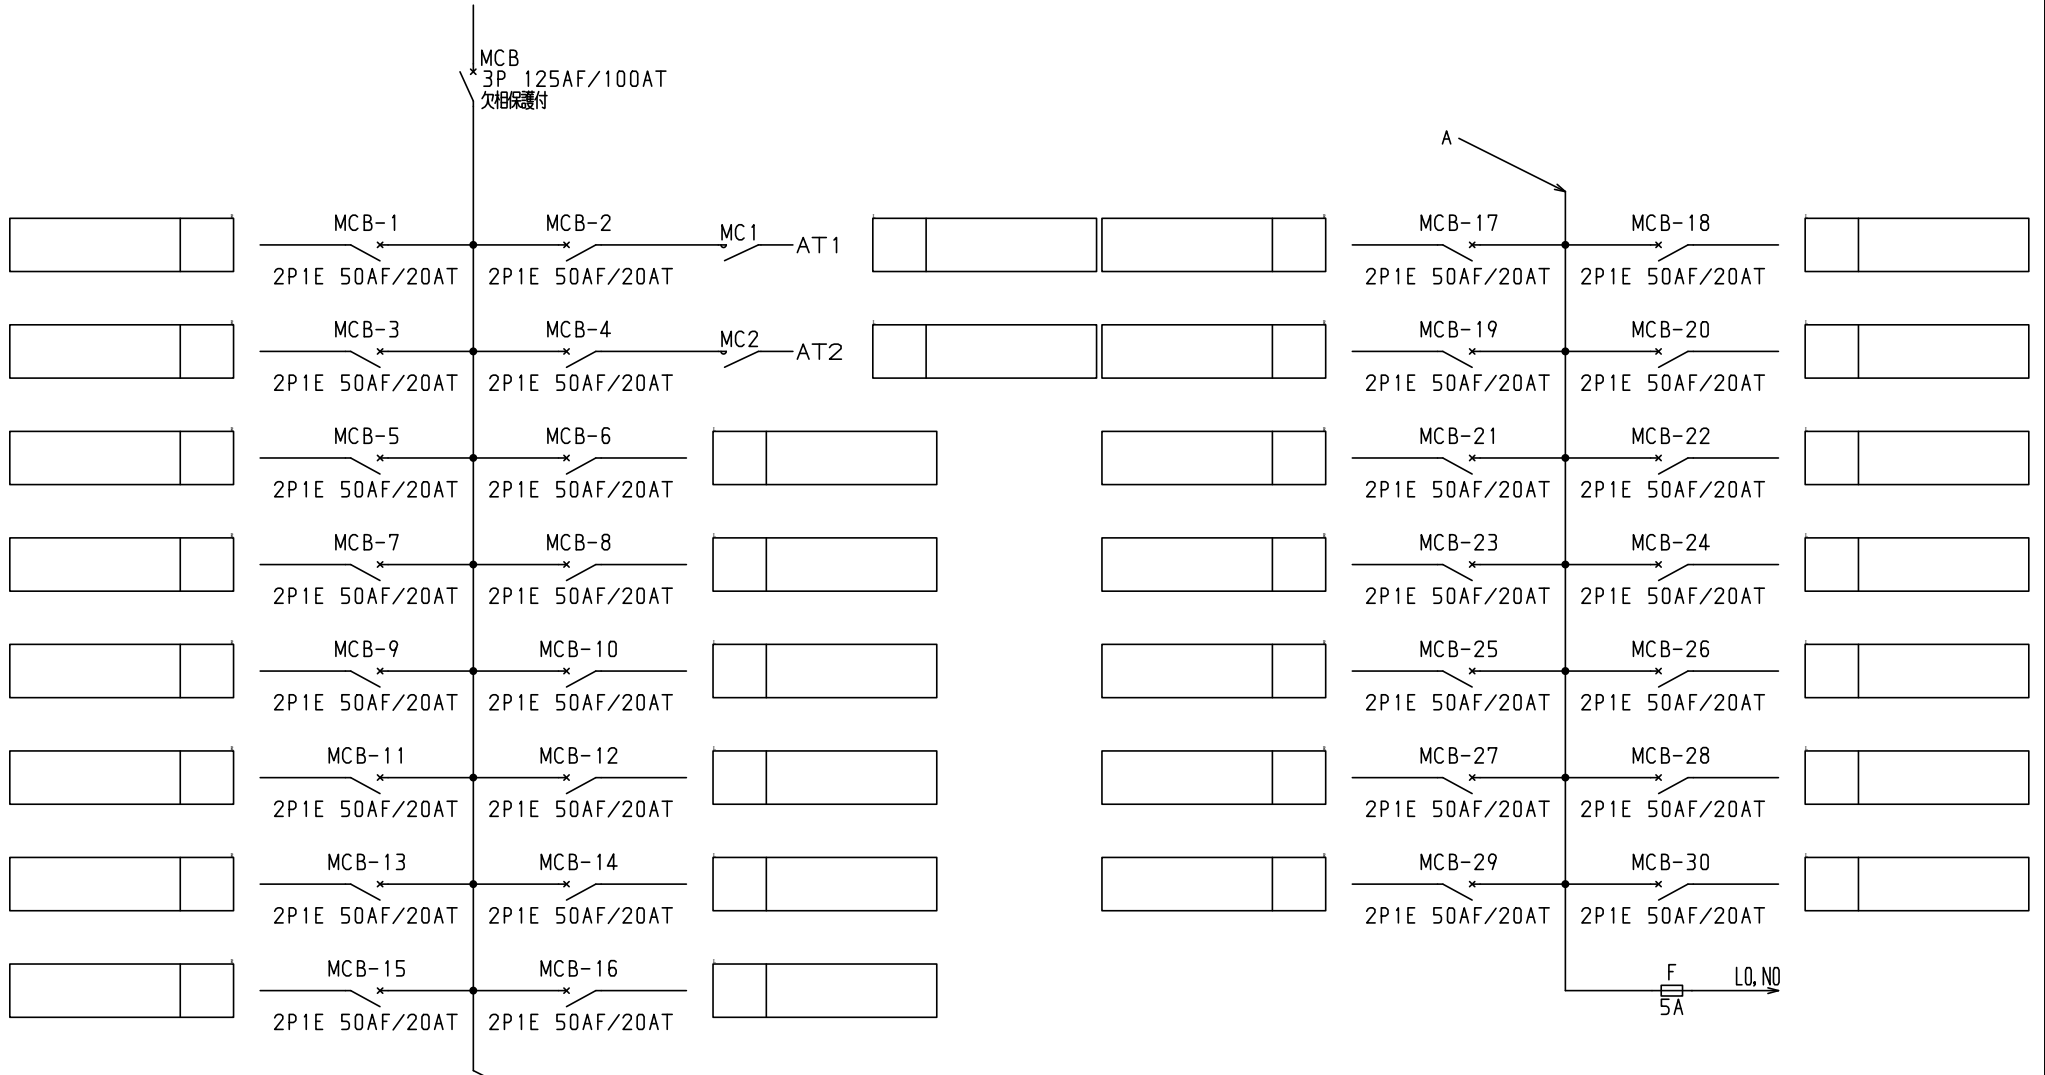 MCB
3P 125AF/100AT
欠相保護付
MCB-1
2P1E 50AF/20AT
MCB-2
2P1E 50AF/20AT
MC1
AT1
MCB-3
2P1E 50AF/20AT
MCB-4
2P1E 50AF/20AT
MC2
AT2
MCB-5
2P1E 50AF/20AT
MCB-6
2P1E 50AF/20AT
MCB-7
2P1E 50AF/20AT
MCB-8
2P1E 50AF/20AT
MCB-9
2P1E 50AF/20AT
MCB-10
2P1E 50AF/20AT
MCB-11
2P1E 50AF/20AT
MCB-12
2P1E 50AF/20AT
MCB-13
2P1E 50AF/20AT
MCB-14
2P1E 50AF/20AT
MCB-15
2P1E 50AF/20AT
MCB-16
2P1E 50AF/20AT
A
MCB-17
2P1E 50AF/20AT
MCB-18
2P1E 50AF/20AT
MCB-19
2P1E 50AF/20AT
MCB-20
2P1E 50AF/20AT
MCB-21
2P1E 50AF/20AT
MCB-22
2P1E 50AF/20AT
MCB-23
2P1E 50AF/20AT
MCB-24
2P1E 50AF/20AT
MCB-25
2P1E 50AF/20AT
MCB-26
2P1E 50AF/20AT
MCB-27
2P1E 50AF/20AT
MCB-28
2P1E 50AF/20AT
MCB-29
2P1E 50AF/20AT
MCB-30
2P1E 50AF/20AT
F
5A
L0,N0